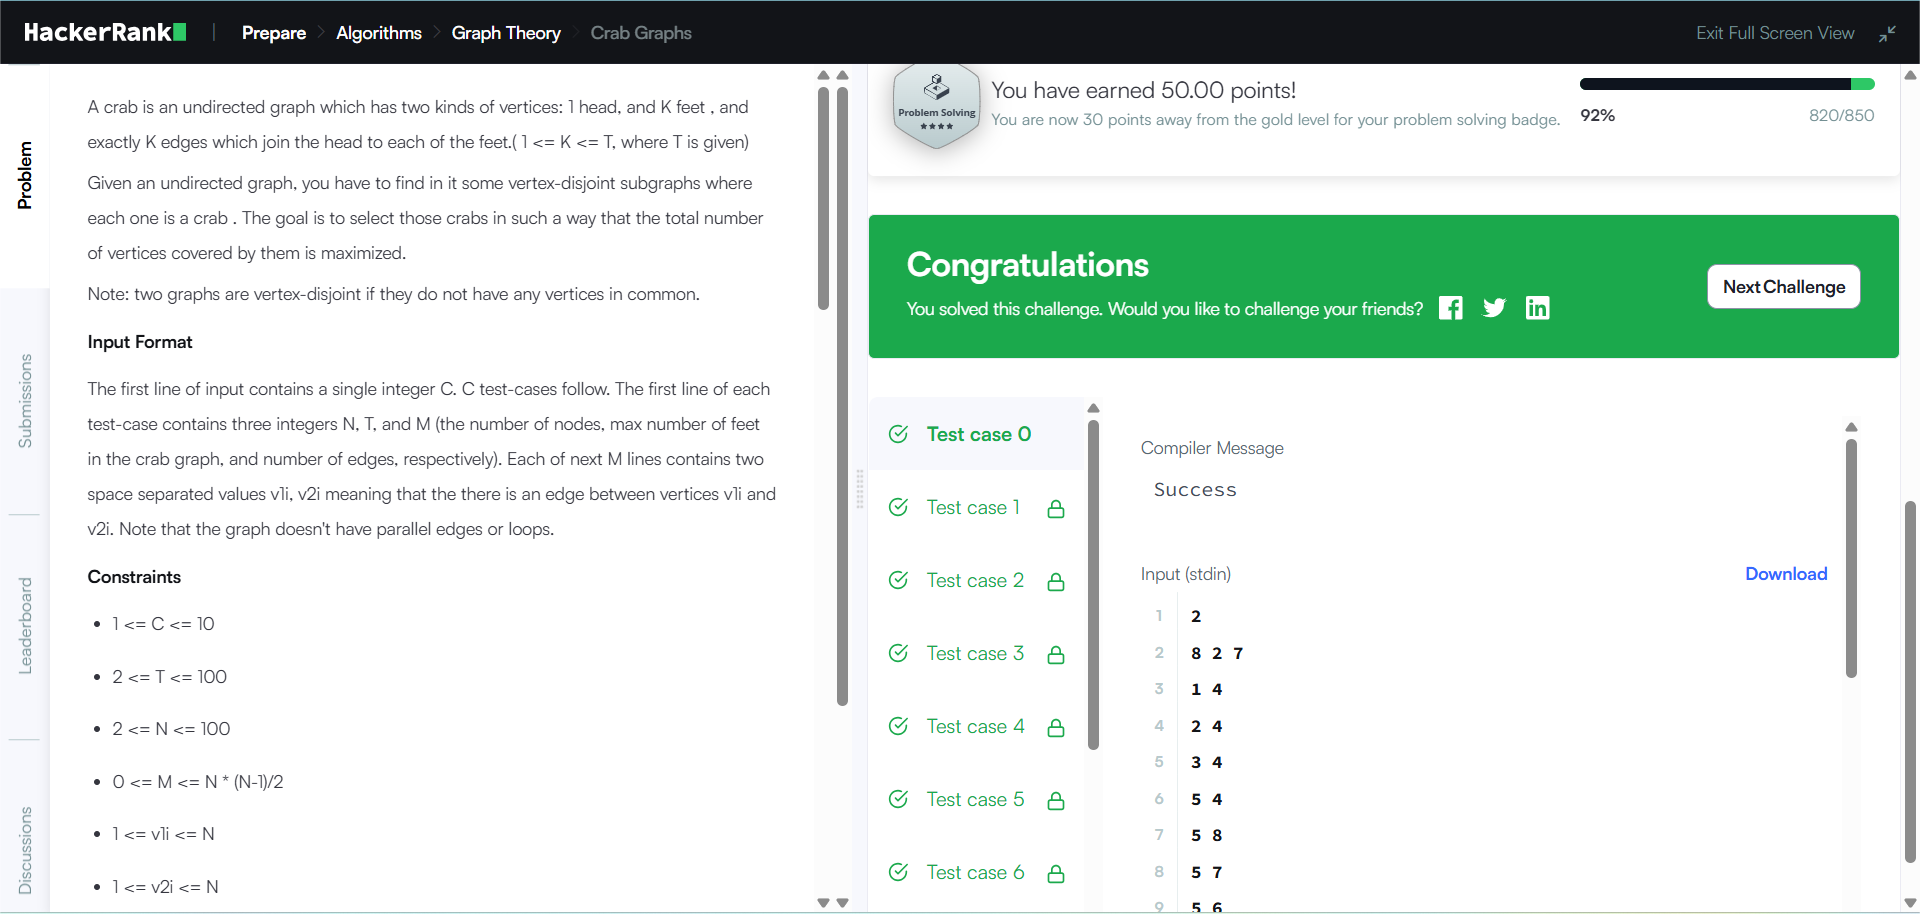 HackerRank
Prepare
Algorithms
Graph Theory
Crab Graphs
Exit Full Screen View
Problem
Submissions
Leaderboard
Discussions
A crab is an undirected graph which has two kinds of vertices: 1 head, and K feet , and
exactly K edges which join the head to each of the feet.( 1 <= K <= T, where T is given)
Given an undirected graph, you have to find in it some vertex-disjoint subgraphs where
each one is a crab . The goal is to select those crabs in such a way that the total number
of vertices covered by them is maximized.
Note: two graphs are vertex-disjoint if they do not have any vertices in common.
Input Format
The first line of input contains a single integer C. C test-cases follow. The first line of each
test-case contains three integers N, T, and M (the number of nodes, max number of feet
in the crab graph, and number of edges, respectively). Each of next M lines contains two
space separated values v1i, v2i meaning that the there is an edge between vertices v1i and
v2i. Note that the graph doesn't have parallel edges or loops.
Constraints
• 1 <= C <= 10
• 2 <= T <= 100
• 2 <= N <= 100
• 0 <= M <= N * (N-1)/2
• 1 <= v1i <= N
• 1 <= v2i <= N
Problem Solving
You have earned 50.00 points!
You are now 30 points away from the gold level for your problem solving badge.
92%
820/850
Congratulations
You solved this challenge. Would you like to challenge your friends?
Next Challenge
Test case 0
Test case 1
Test case 2
Test case 3
Test case 4
Test case 5
Test case 6
Compiler Message
Success
Input (stdin)
Download
1 2
2 8 2 7
3 1 4
4 2 4
5 3 4
6 5 4
7 5 8
8 5 7
9 5 6